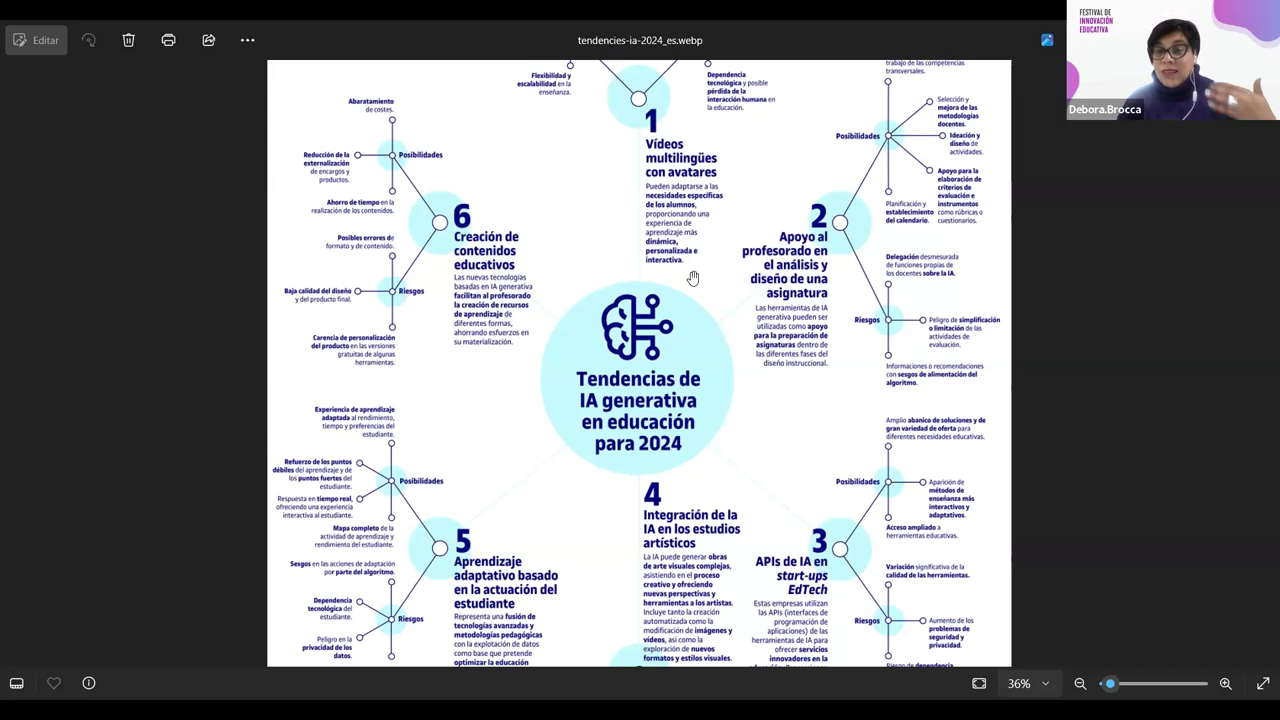 Editar
tendencies-ia-2024_es.webp
FESTIVAL DE
INNOVACIÓN
EDUCATIVA
Debora.Brocca
Flexibilidad y
escalabilidad en la
enseñanza.
Dependencia
tecnológica y posible
pérdida de la
interacción humana en
la educación.
1
Vídeos
multilingües
con avatares
Pueden adaptarse a las
necesidades específicas
de los alumnos,
proporcionando una
experiencia de
aprendizaje más
dinámica,
personalizada e
interactiva.
trabajo de las competencias
transversales.
Selección y
mejora de las
metodologías
docentes.
Posibilidades
Ideación y
diseño de
actividades.
Apoyo para la
elaboración de
criterios de
evaluación e
instrumentos
como rúbricas o
cuestionarios.
Planificación y
establecimiento
del calendario.
2
Apoyo al
profesorado en
el análisis y
diseño de una
asignatura
Las herramientas de IA
generativa pueden ser
utilizadas como apoyo
para la preparación de
asignaturas dentro de
las diferentes fases del
diseño instruccional.
Delegación desmesurada
de funciones propias de
los docentes sobre la IA.
Riesgos
Peligro de simplificación
o limitación de las
actividades de
evaluación.
Informaciones o recomendaciones
con sesgos de alimentación del
algoritmo.
Abaratamiento
de costes.
Reducción de la
externalización
de encargos y
productos.
Posibilidades
Ahorro de tiempo en la
realización de los contenidos.
6
Creación de
contenidos
educativos
Las nuevas tecnologías
basadas en IA generativa
facilitan al profesorado
la creación de recursos
de aprendizaje de
diferentes formas,
ahorrando esfuerzos en
su materialización.
Posibles errores de
formato y de contenido.
Baja calidad del diseño
y del producto final.
Riesgos
Carencia de personalización
del producto en las versiones
gratuitas de algunas
herramientas.
Tendencias de
IA generativa
en educación
para 2024
Experiencia de aprendizaje
adaptada al rendimiento,
tiempo y preferencias del
estudiante.
Refuerzo de los puntos
débiles del aprendizaje y de
los puntos fuertes del
estudiante.
Posibilidades
Respuesta en tiempo real,
ofreciendo una experiencia
interactiva al estudiante.
Mapa completo de la
actividad de aprendizaje y
rendimiento del estudiante.
5
Aprendizaje
adaptativo basado
en la actuación del
estudiante
Representa una fusión de
tecnologías avanzadas y
metodologías pedagógicas
con la explotación de datos
como base que pretende
optimizar la educación
Sesgos en las acciones de adaptación
por parte del algoritmo.
Dependencia
tecnológica del
estudiante.
Riesgos
Peligro en la
privacidad de los
datos.
4
Integración de la
IA en los estudios
artísticos
La IA puede generar obras
de arte visuales complejas,
asistiendo en el proceso
creativo y ofreciendo
nuevas perspectivas y
herramientas a los artistas.
Incluye tanto la creación
automatizada como la
modificación de imágenes y
vídeos, así como la
exploración de nuevos
formatos y estilos visuales.
Amplio abanico de soluciones y de
gran variedad de oferta para
diferentes necesidades educativas.
Posibilidades
Aparición de
métodos de
enseñanza más
interactivos y
adaptativos.
Acceso ampliado a
herramientas educativas.
3
APIs de IA en
start-ups
EdTech
Estas empresas utilizan
las APIs (interfaces de
programación de
aplicaciones) de las
herramientas de IA para
ofrecer servicios
innovadores en la
Variación significativa de la
calidad de las herramientas.
Riesgos
Aumento de los
problemas de
seguridad y
privacidad.
Riesgo de dependencia
36%